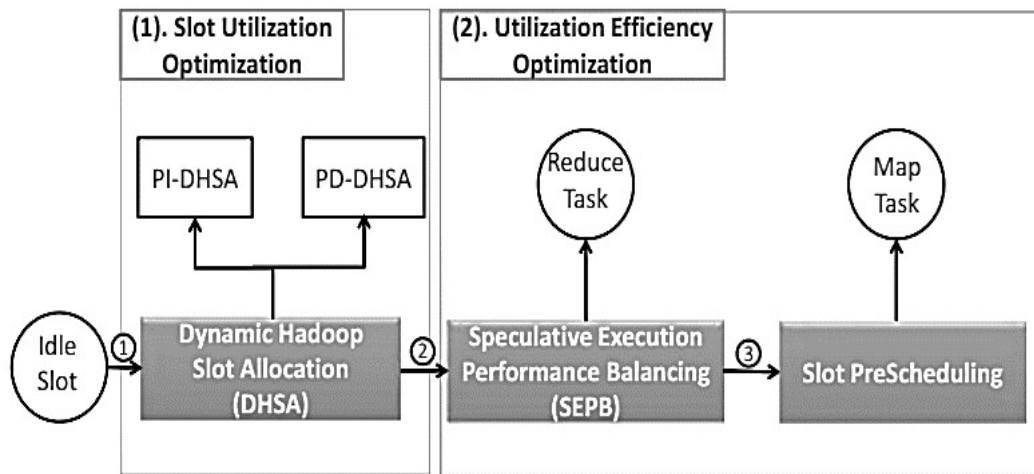 (1). Slot Utilization
Optimization
(2). Utilization Efficiency
Optimization
PI-DHSA
PD-DHSA
Reduce
Task
Map
Task
Idle
Slot
①
Dynamic Hadoop
Slot Allocation
(DHSA)
②
Speculative Execution
Performance Balancing
(SEPB)
③
Slot PreScheduling